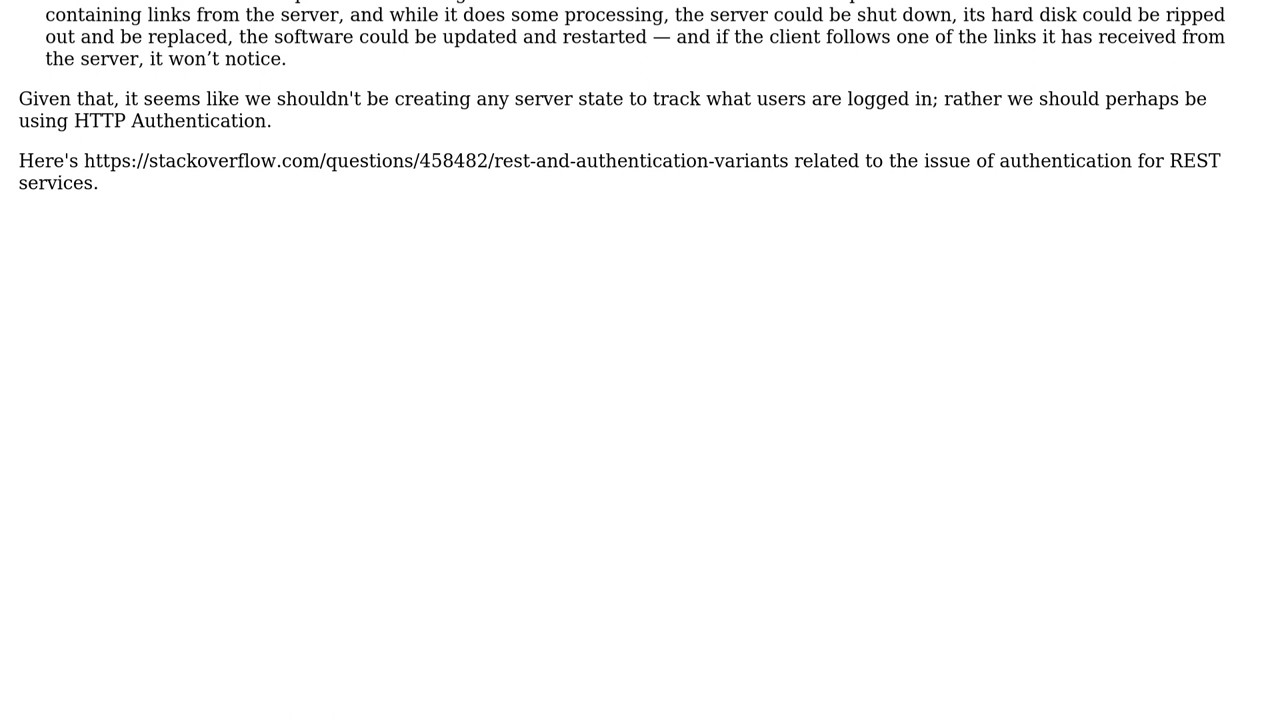 containing links from the server, and while it does some processing, the server could be shut down, its hard disk could be ripped
out and be replaced, the software could be updated and restarted — and if the client follows one of the links it has received from
the server, it won’t notice.
Given that, it seems like we shouldn't be creating any server state to track what users are logged in; rather we should perhaps be
using HTTP Authentication.
Here's https://stackoverflow.com/questions/458482/rest-and-authentication-variants related to the issue of authentication for REST
services.